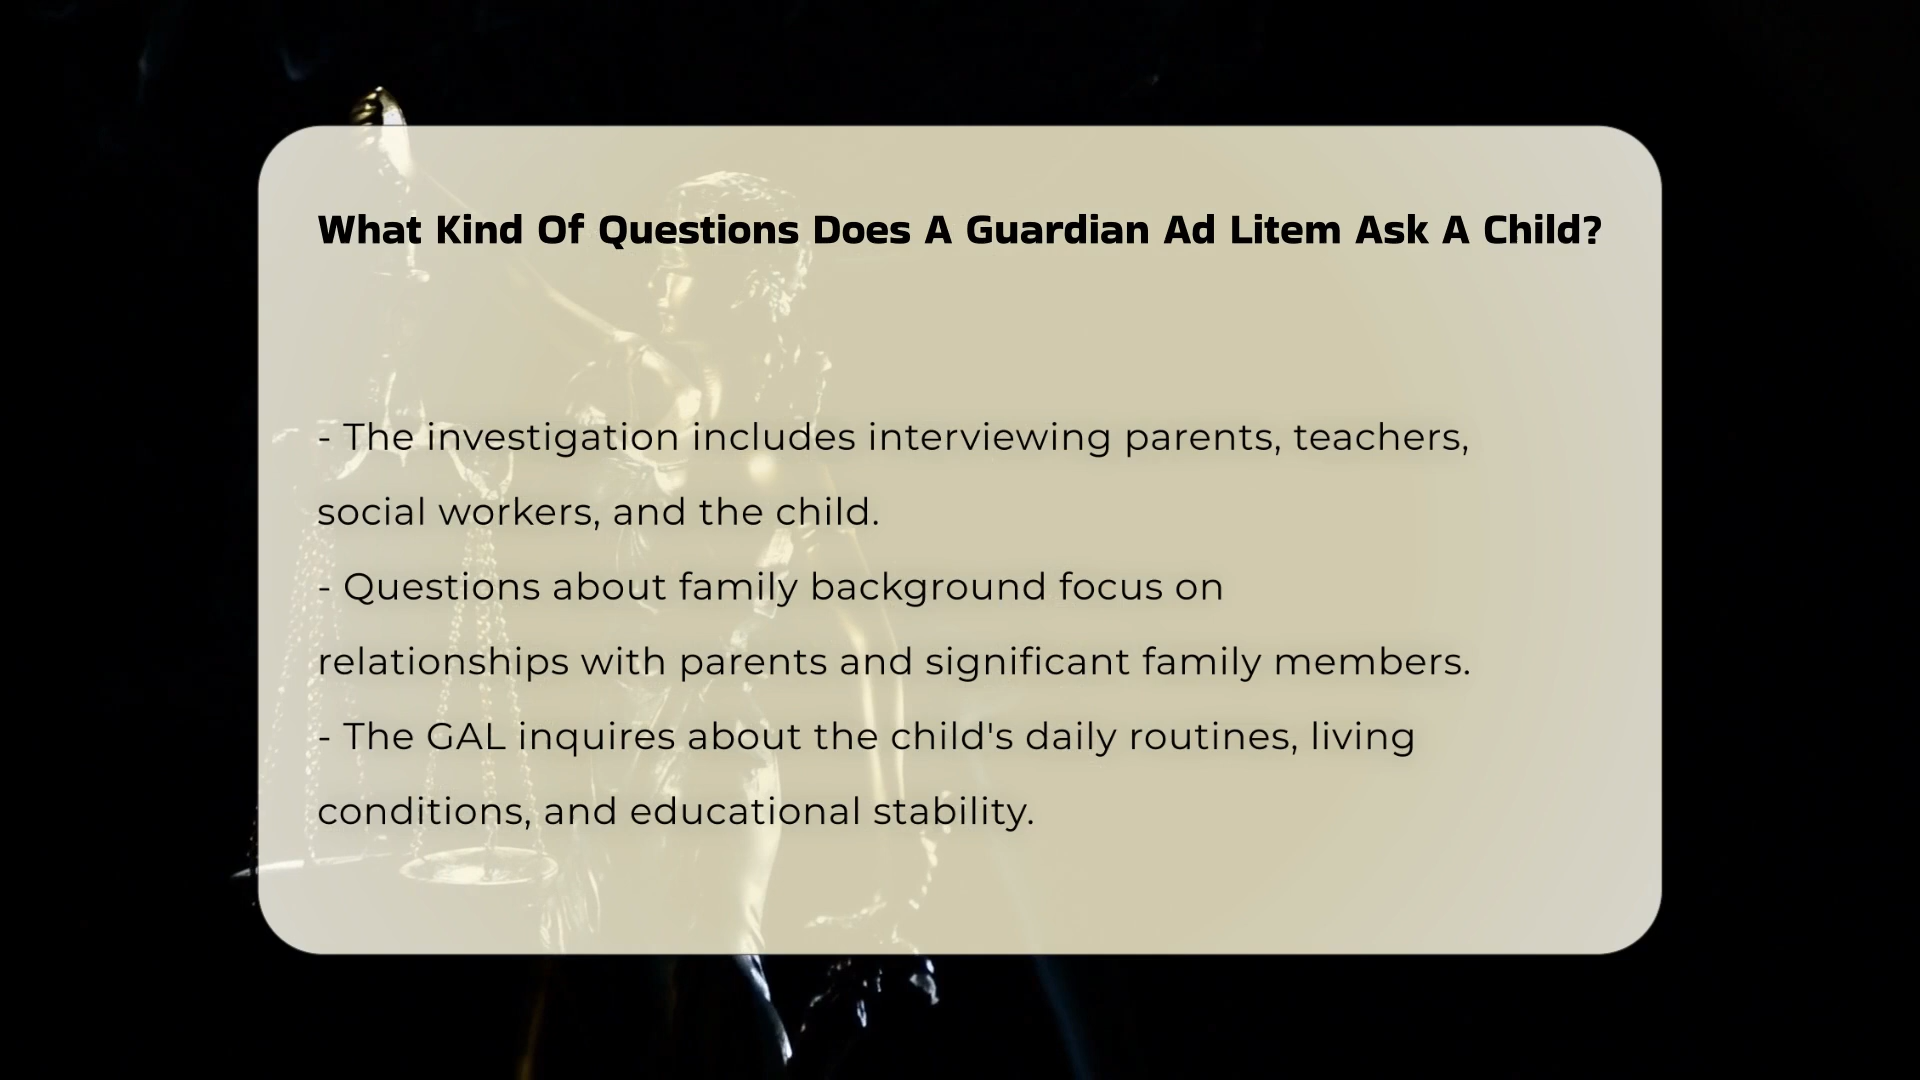 What Kind Of Questions Does A Guardian Ad Litem Ask A Child?
- The investigation includes interviewing parents, teachers,
social workers, and the child.
- Questions about family background focus on
relationships with parents and significant family members.
- The GAL inquires about the child's daily routines, living
conditions, and educational stability.